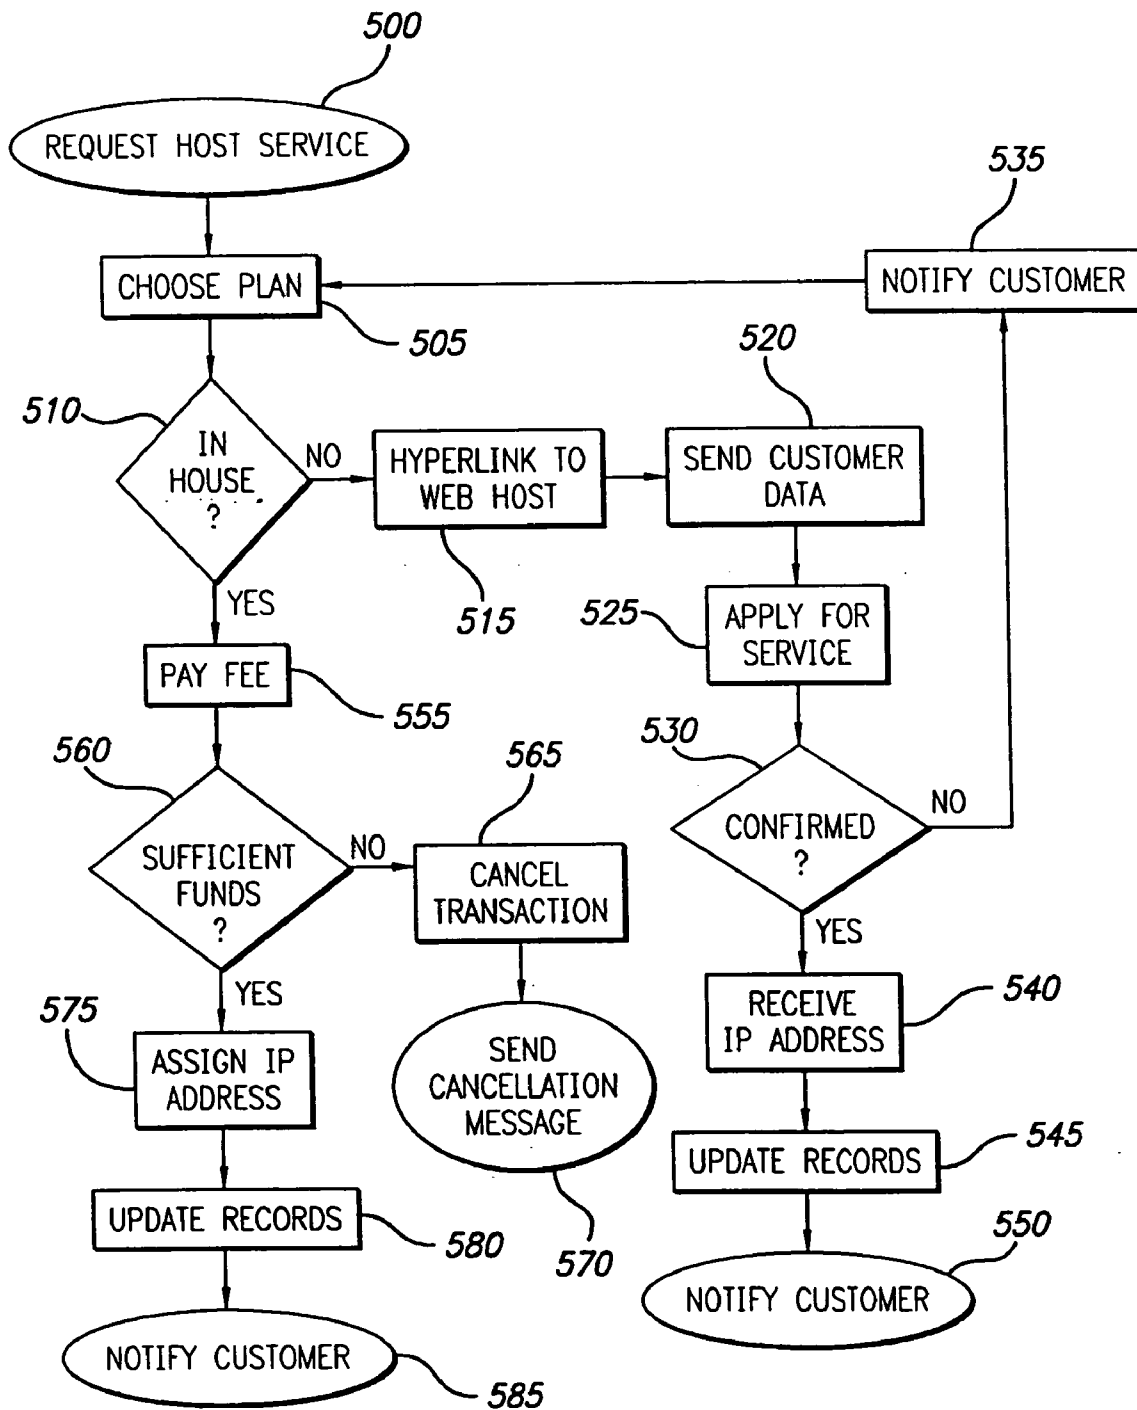 500
REQUEST HOST SERVICE
535
CHOOSE PLAN
NOTIFY CUSTOMER
505
520
510
IN
HOUSE
?
NO
HYPERLINK TO
WEB HOST
SEND CUSTOMER
DATA
YES
515
525
APPLY FOR
SERVICE
PAY FEE
555
530
560
565
NO
CONFIRMED
?
SUFFICIENT
FUNDS
?
NO
CANCEL
TRANSACTION
YES
YES
575
RECEIVE
IP ADDRESS
540
ASSIGN IP
ADDRESS
SEND
CANCELLATION
MESSAGE
UPDATE RECORDS
545
UPDATE RECORDS
580
570
550
NOTIFY CUSTOMER
NOTIFY CUSTOMER
585